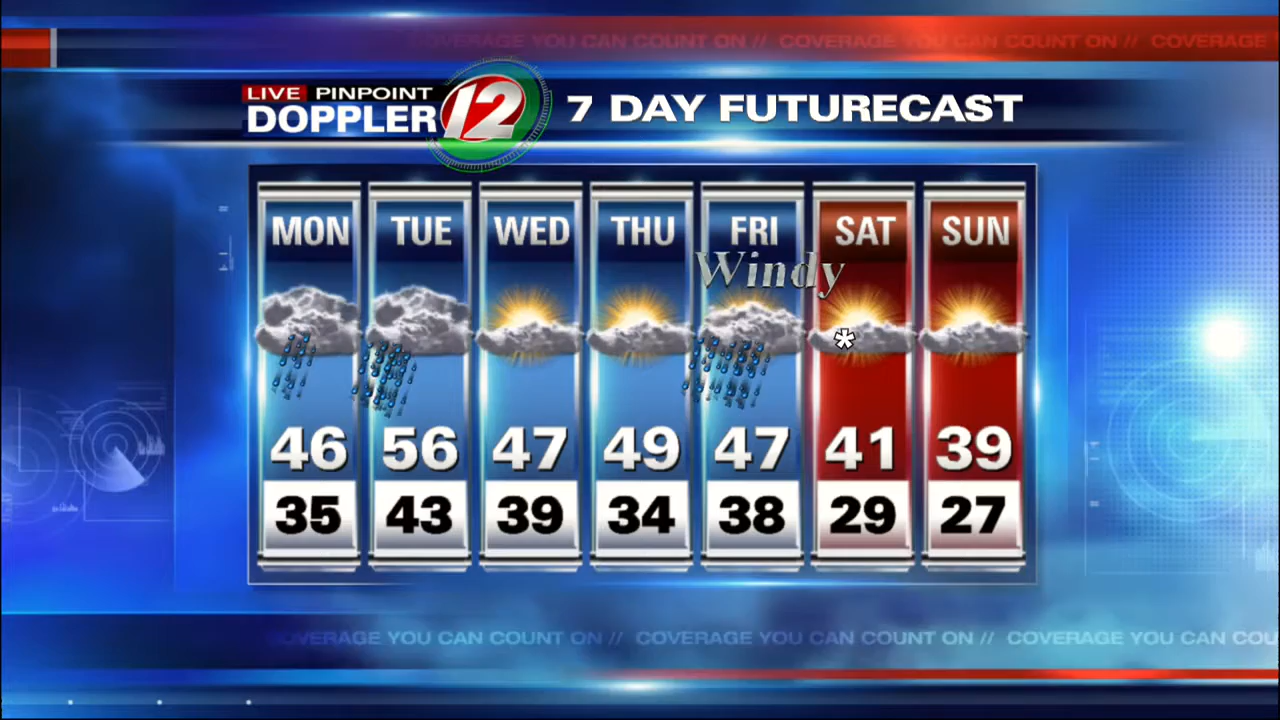 COVERAGE YOU CAN COUNT ON // COVERAGE YOU CAN COUNT ON // COVERAGE
LIVE PINPOINT
DOPPLER 12
7 DAY FUTURECAST
MON TUE WED THU FRI SAT SUN
Windy
*
46 56 47 49 47 41 39
35 43 39 34 38 29 27
OVERAGE YOU CAN COUNT ON // COVERAGE YOU CAN COUNT ON // COVERAGE YOU CAN COU